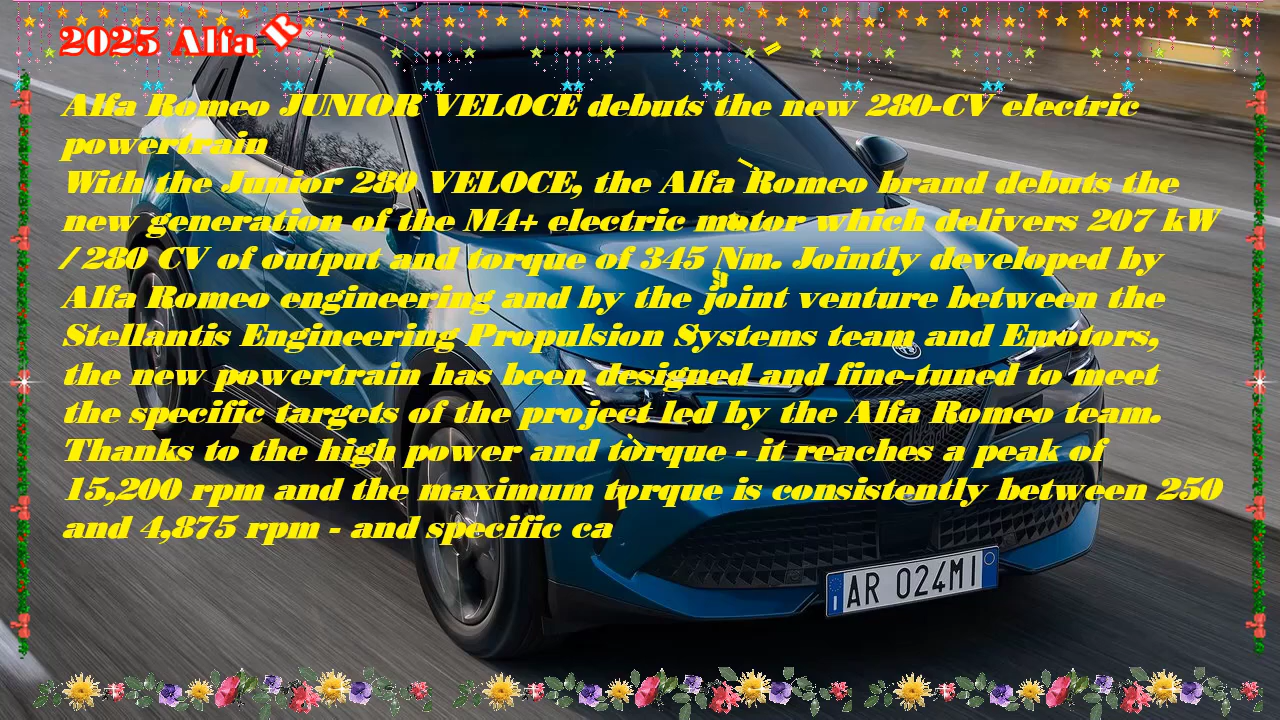 2025 Alfa R
Alfa Romeo JUNIOR VELOCE debuts the new 280-CV electric
powertrain
With the Junior 280 VELOCE, the Alfa Romeo brand debuts the
new generation of the M4+ electric motor which delivers 207 kW
/ 280 CV of output and torque of 345 Nm. Jointly developed by
Alfa Romeo engineering and by the joint venture between the
Stellantis Engineering Propulsion Systems team and Emotors,
the new powertrain has been designed and fine-tuned to meet
the specific targets of the project led by the Alfa Romeo team.
Thanks to the high power and torque - it reaches a peak of
15,200 rpm and the maximum torque is consistently between 250
and 4,875 rpm - and specific ca
AR 024MI